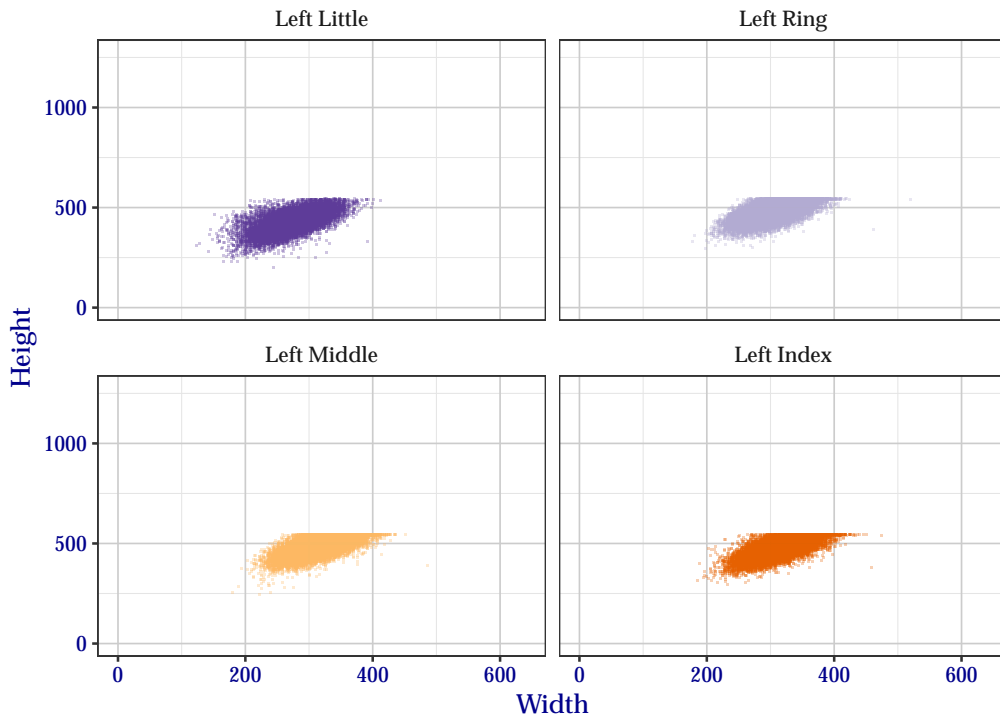 Left Little
Left Ring
1000
500
0
Height
Left Middle
Left Index
1000
500
0
0 200 400 600
0 200 400 600
Width